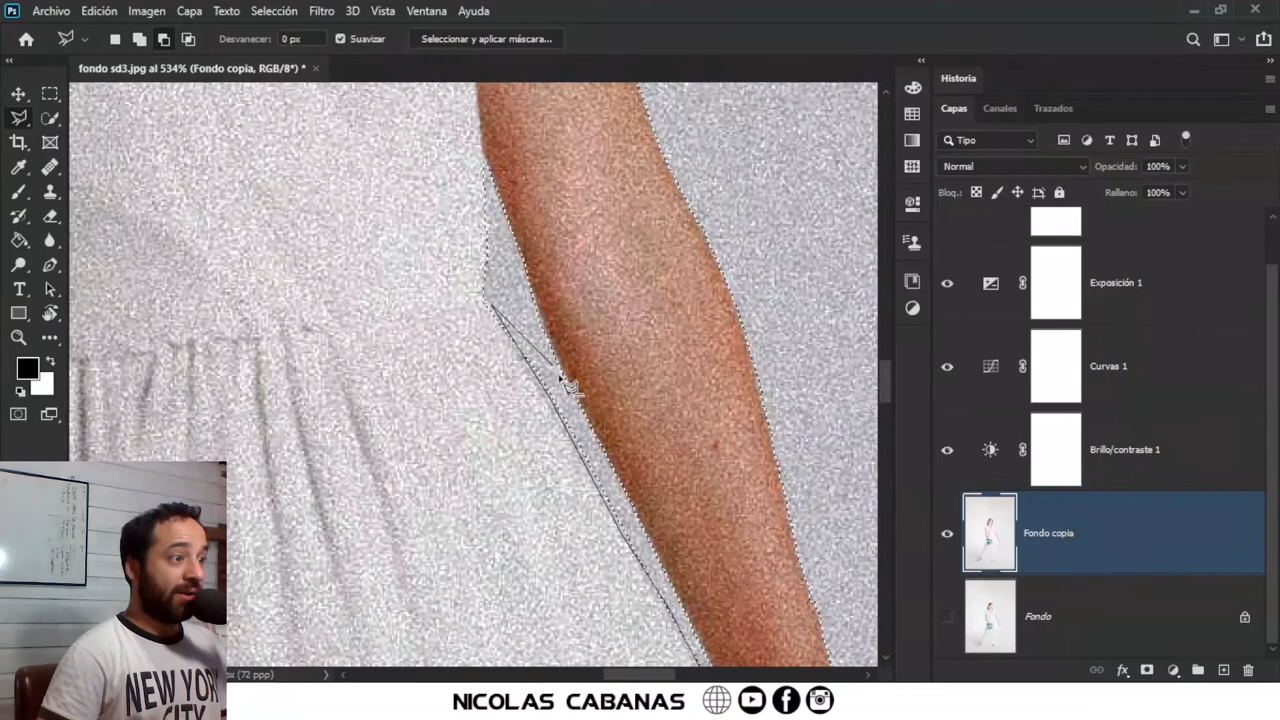 Ps Archivo Edición Imagen Capa Texto Selección Filtro 3D Vista Ventana Ayuda
Desvanecer: 0 px Suavizar Seleccionar y aplicar máscara...
fondo sd3.jpg al 534% (Fondo copia, RGB/8*) *
Historia
Capas Canales Trazados
Tipo
Normal Opacidad: 100%
Bloq.: Relleno: 100%
Exposición 1
Curvas 1
Brillo/contraste 1
Fondo copia
Fondo
px (72 ppp)
NEW YORK
CITY
NICOLAS CABANAS